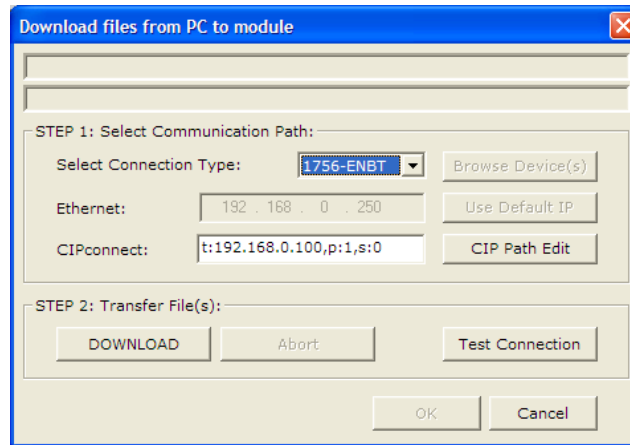 Download files from PC to module
STEP 1: Select Communication Path:
Select Connection Type: 1756-ENBT Browse Device(s)
Ethernet: 192 . 168 . 0 . 250 Use Default IP
CIPconnect: t:192.168.0.100,p:1,s:0 CIP Path Edit
STEP 2: Transfer File(s):
DOWNLOAD Abort Test Connection
OK Cancel